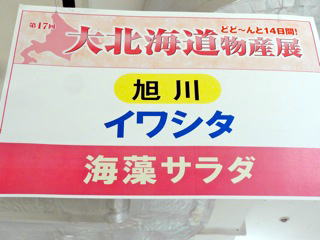 どど〜んと14日間!
第17回 大北海道物産展
旭川
イワシタ
海藻サラダ